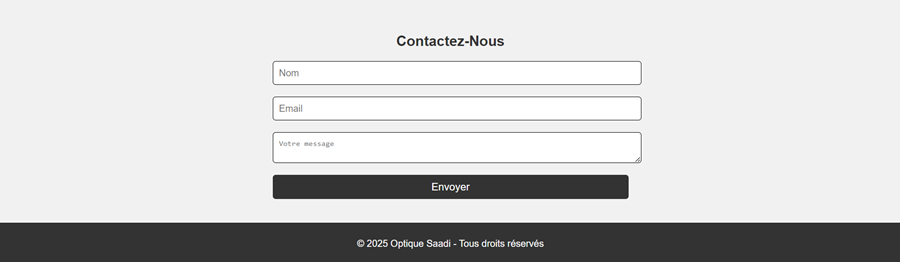 Contactez-Nous
Nom
Email
Votre message
Envoyer
© 2025 Optique Saadi - Tous droits réservés